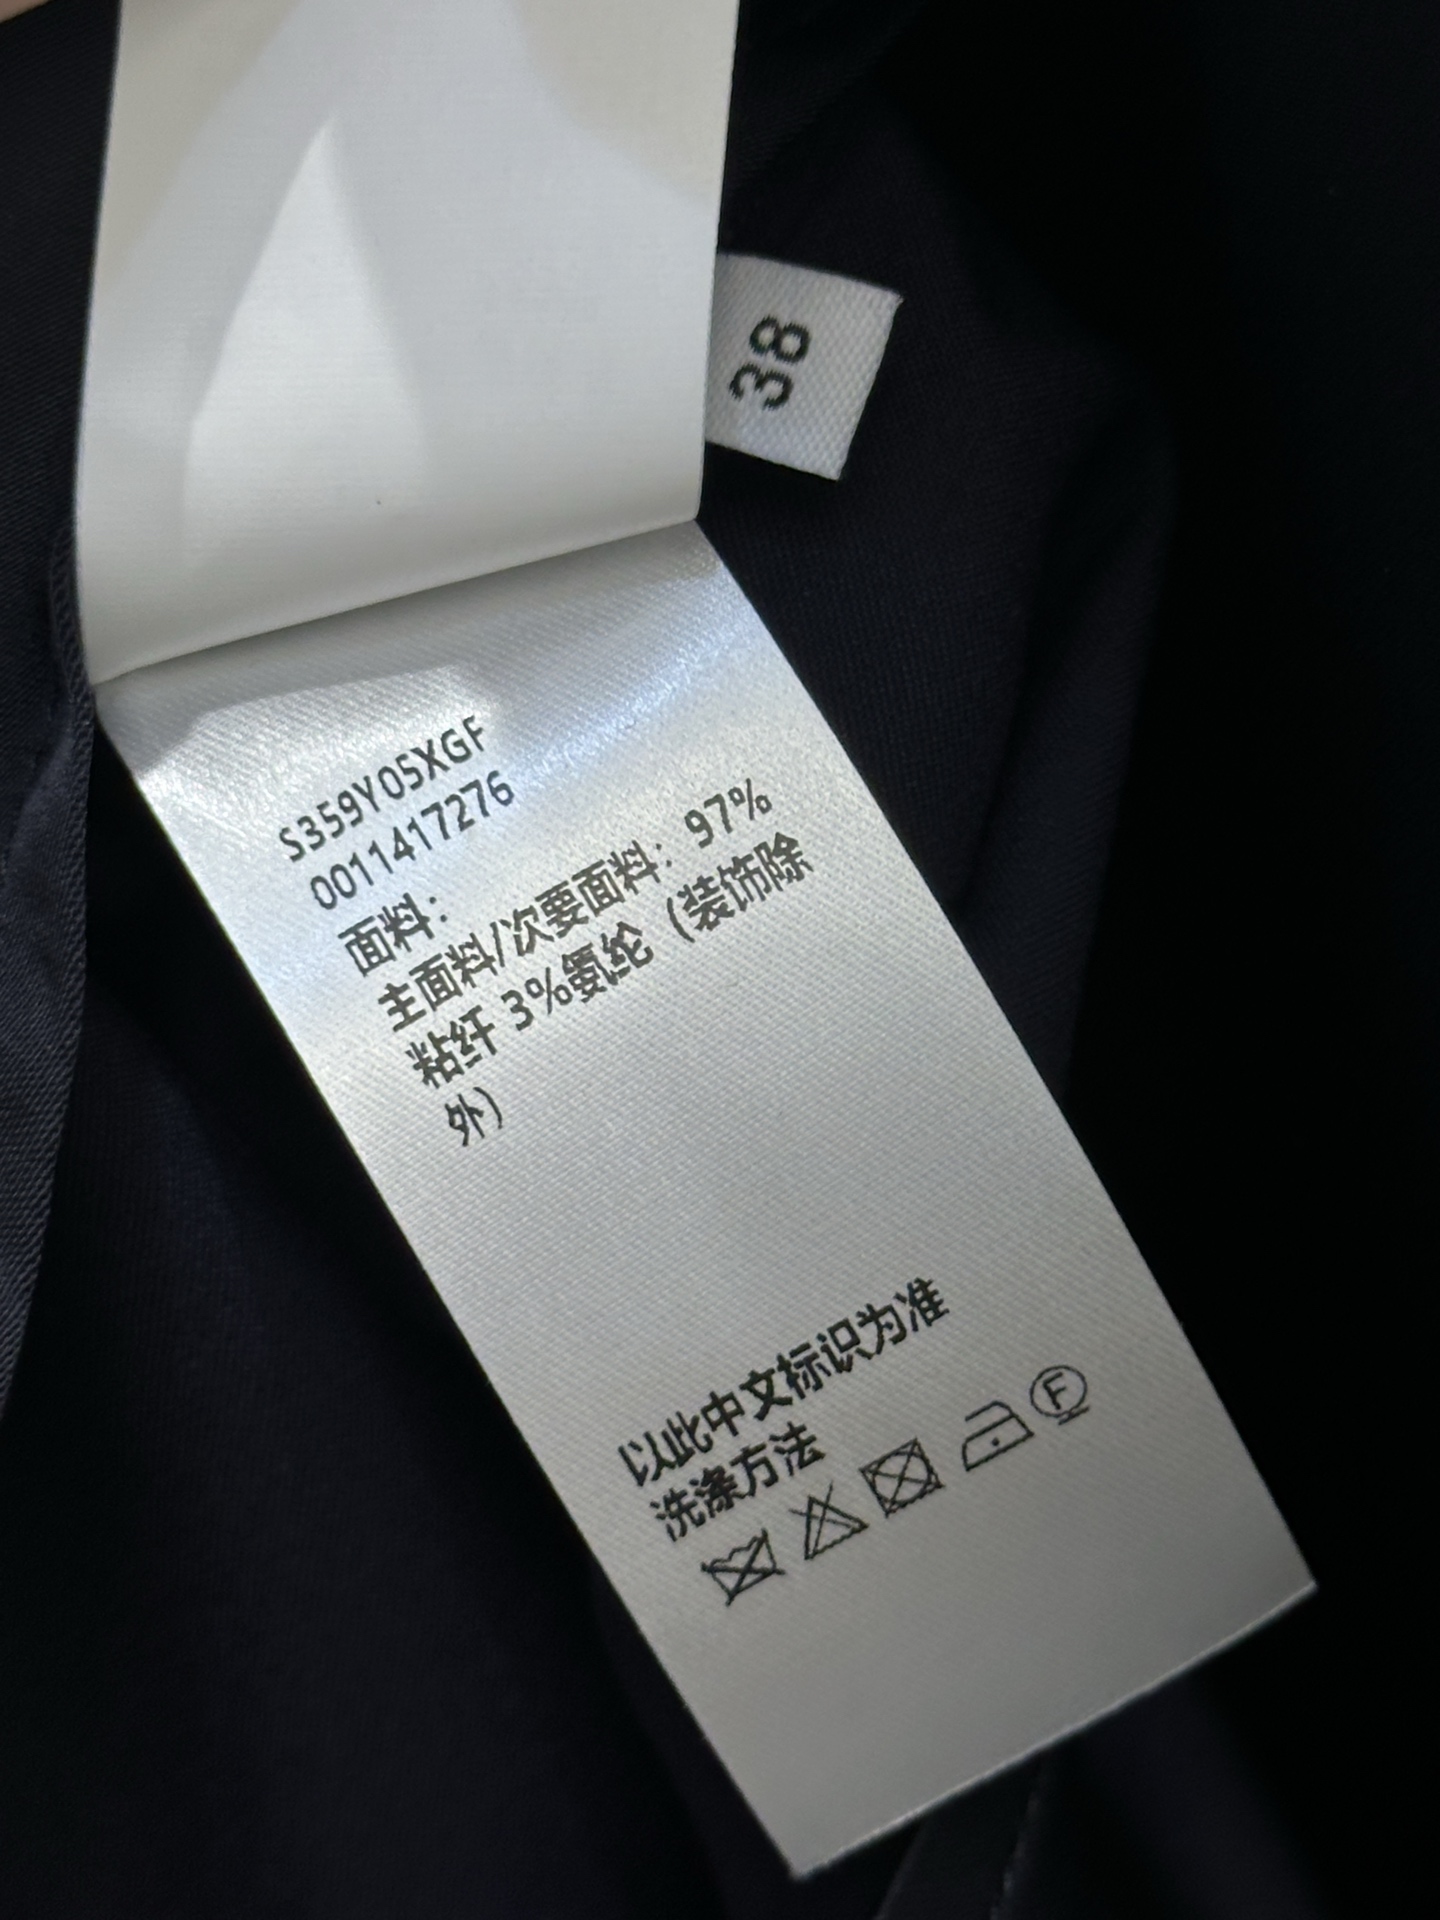 38
S359Y05XGF
0011417276
面料：
主面料/次要面料：97%
粘纤 3%氨纶（装饰除
外）
以此中文标识为准
洗涤方法
F